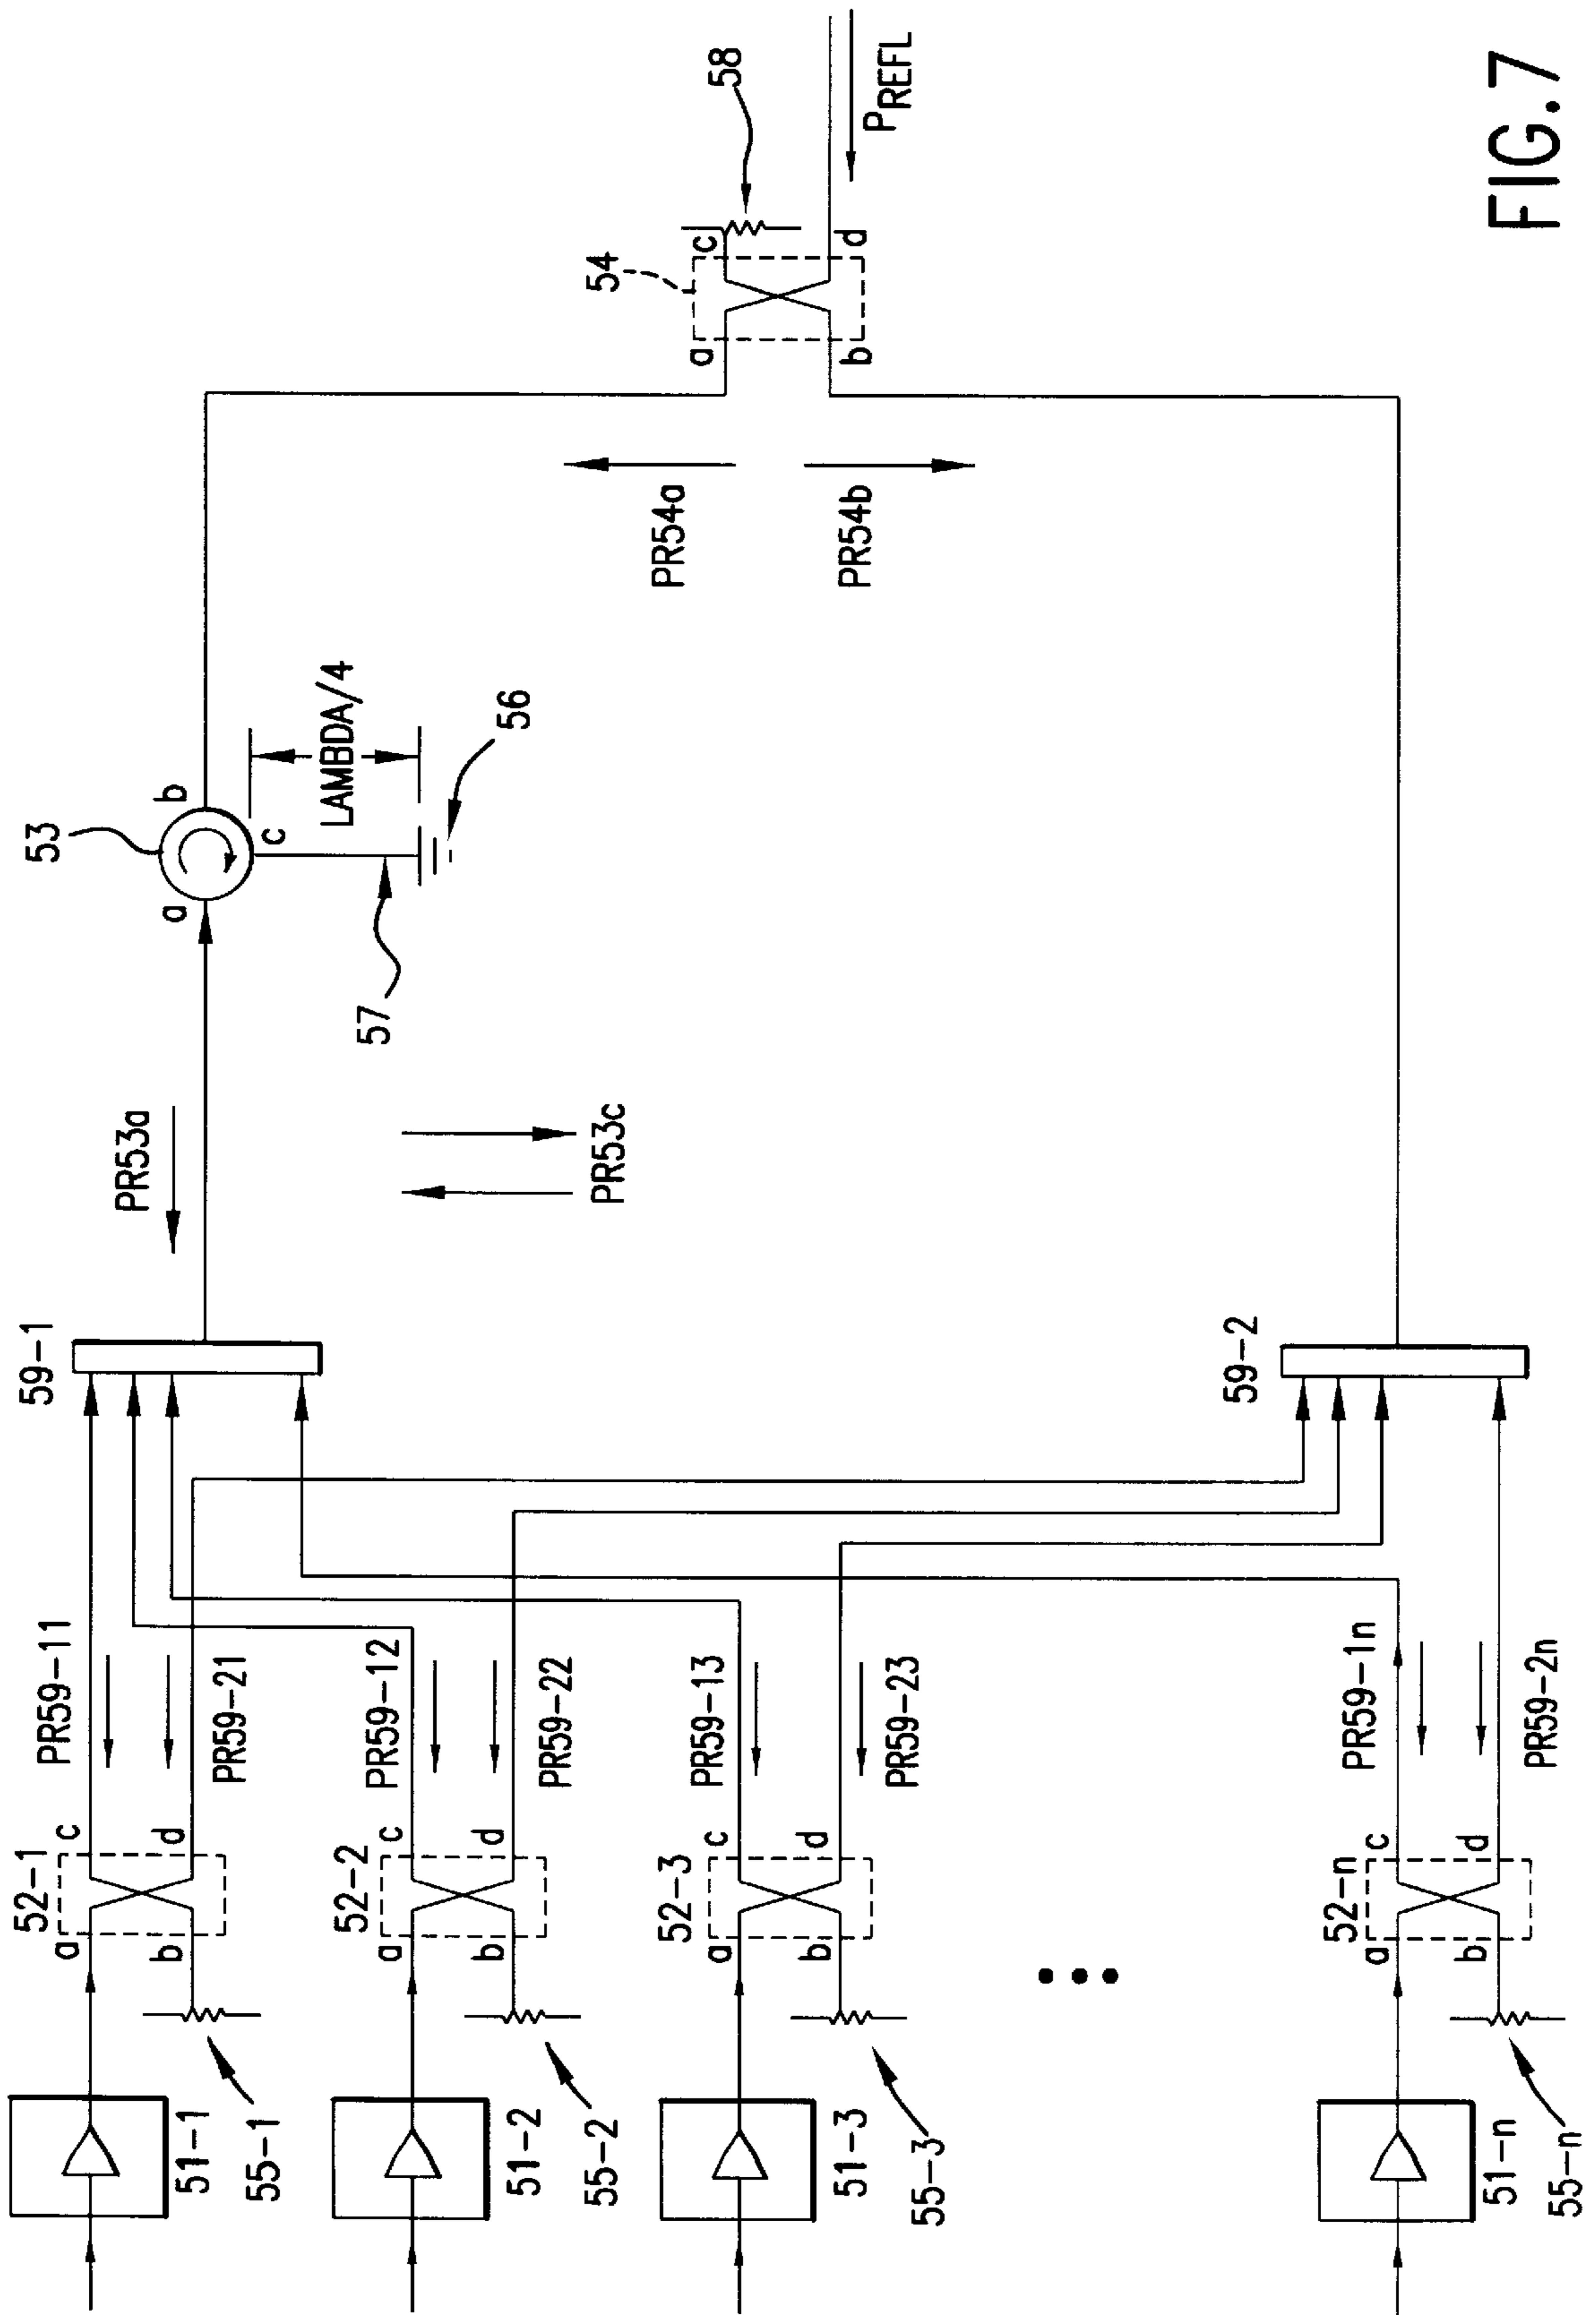 51-1
55-1
51-2
55-2
51-3
55-3
51-n
55-n
52-1
a
b
c
d
52-2
a
b
c
d
52-3
a
b
c
d
52-n
a
b
c
d
PR59-11
PR59-21
PR59-12
PR59-22
PR59-13
PR59-23
PR59-1n
PR59-2n
59-1
59-2
PR53a
PR53c
53
a
b
c
57
LAMBDA/4
56
PR54a
PR54b
54
a
b
c
d
58
PREFL
FIG.7